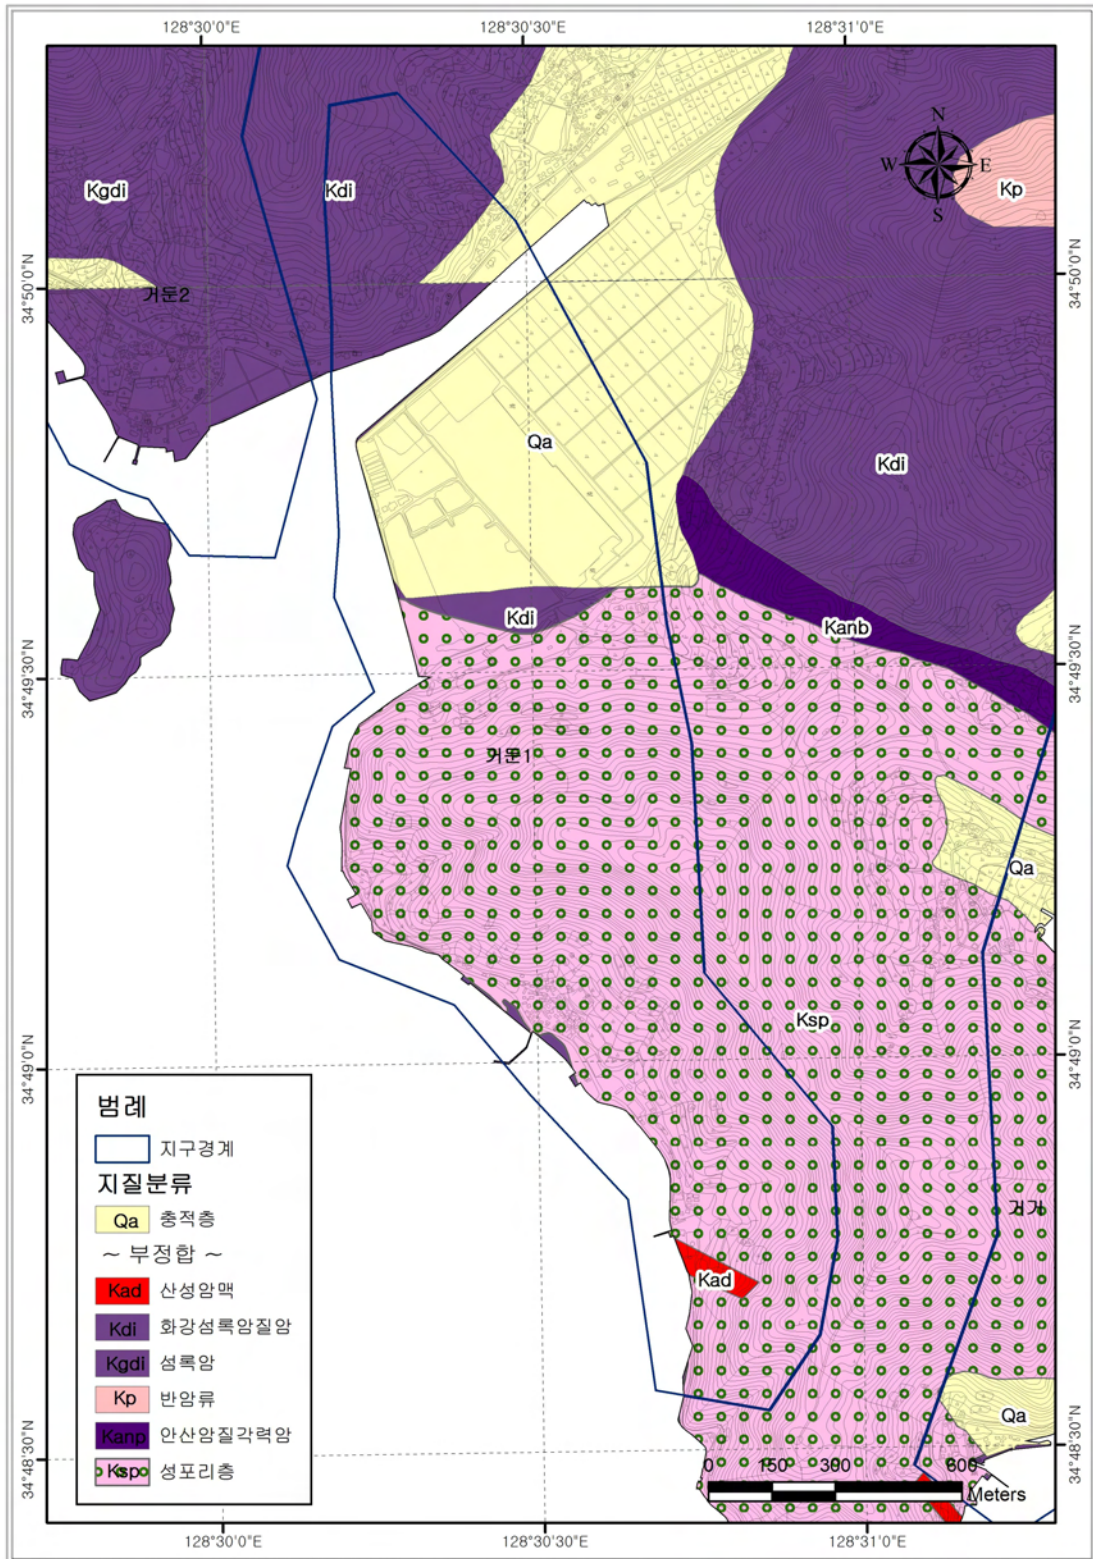 128°30'0"E 128°30'30"E 128°31'0"E
N
W E
S
Kgdi Kdi Kp
34°50'0"N 34°50'0"N
거둔2
Qa
Kdi
Kdi
Kanb
34°49'30"N 34°49'30"N
거둔1
Qa
Ksp
34°49'0"N 34°49'0"N
범례
지구경계
지질분류
Qa 충적층
~ 부정합 ~
Kad 산성암맥
Kdi 화강섬록암질암
Kgdi 섬록암
Kp 반암류
Kanp 안산암질각력암
Ksp 성포리층
거거
Kad
Qa
34°48'30"N 34°48'30"N
0 150 300 600
Meters
128°30'0"E 128°30'30"E 128°31'0"E